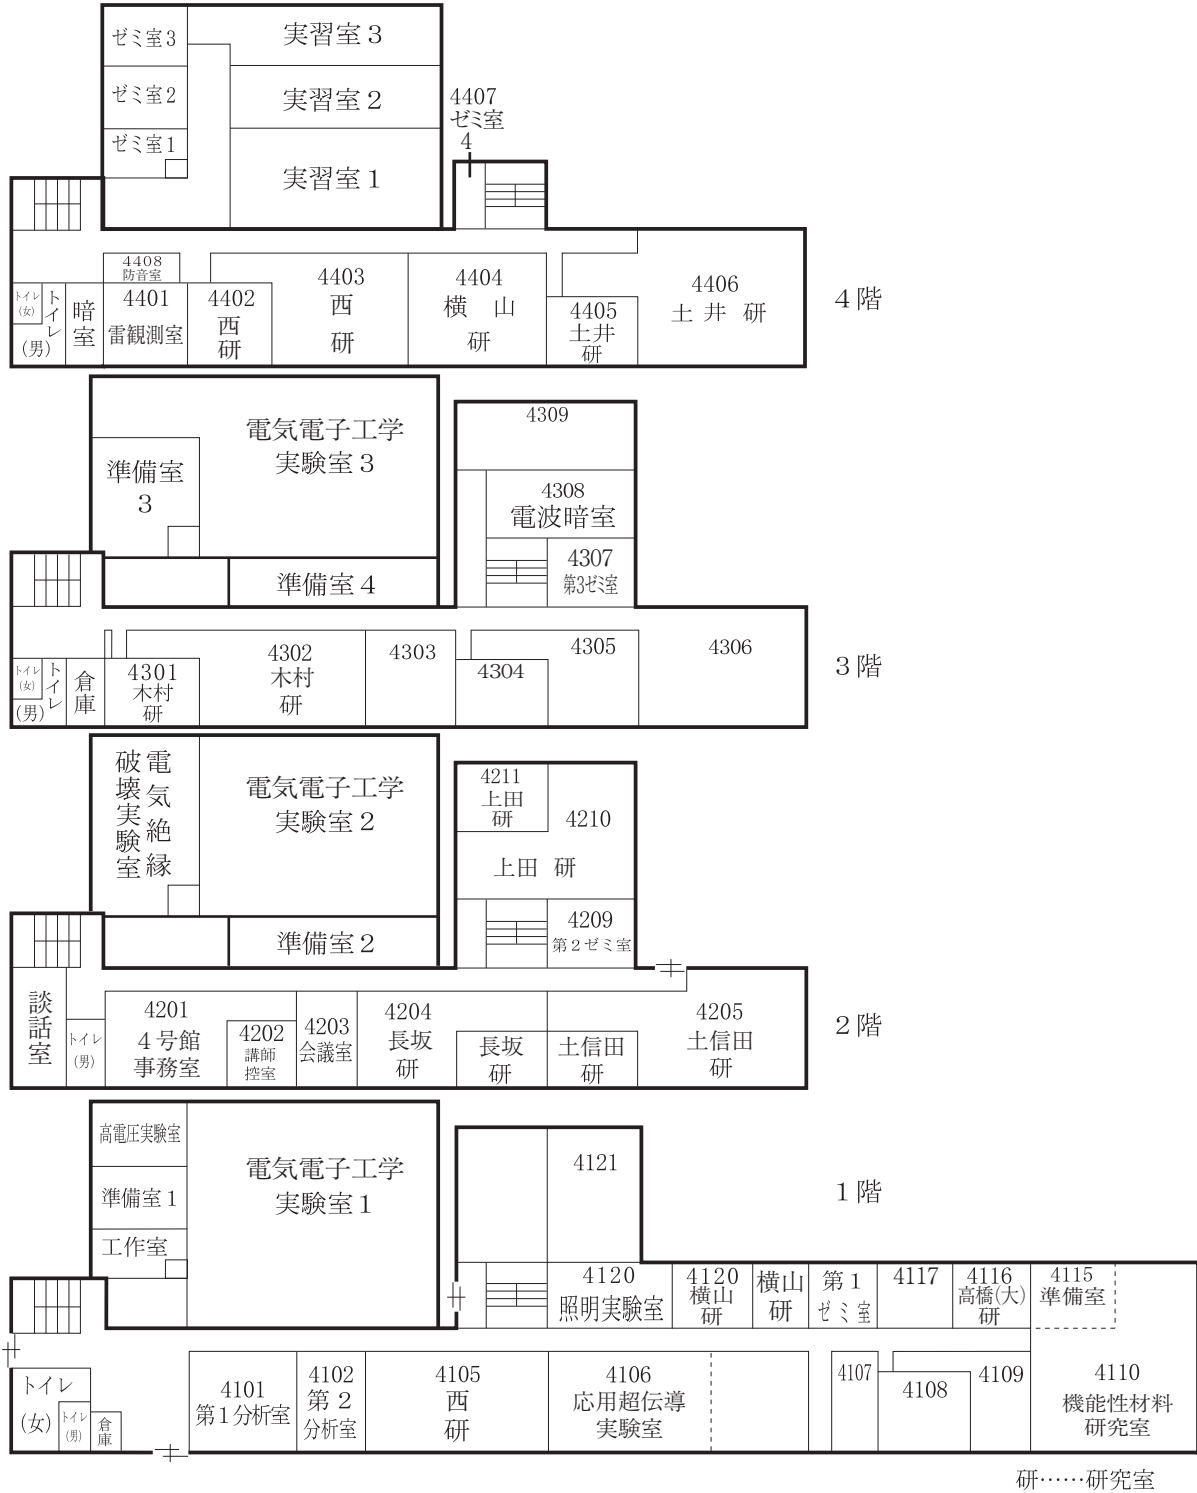 ゼミ室3
実習室3
ゼミ室2
実習室2
ゼミ室1
実習室1
4407
ゼミ室
4
4408
防音室
トイレ
(女)
トイレ
(男)
暗室
4401
雷観測室
4402
西
研
4403
西
研
4404
横 山
研
4405
土井
研
4406
土 井 研
4階
電気電子工学
実験室3
準備室
3
準備室4
4309
4308
電波暗室
4307
第3ゼミ室
トイレ
(女)
トイレ
(男)
倉庫
4301
木村
研
4302
木村
研
4303
4304
4305
4306
3階
電気絶縁
破壊実験室
電気電子工学
実験室2
準備室2
4211
上田
研
4210
上田 研
4209
第2ゼミ室
談話室
トイレ
(男)
4201
4号館
事務室
4202
講師
控室
4203
会議室
4204
長坂
研
長坂
研
土信田
研
4205
土信田
研
2階
高電圧実験室
準備室1
工作室
電気電子工学
実験室1
4121
1階
4120
照明実験室
4120
横山
研
横山
研
第1
ゼミ室
4117
4116
高橋(大)
研
4115
準備室
トイレ
(女)
トイレ
(男)
倉庫
4101
第1分析室
4102
第2
分析室
4105
西
研
4106
応用超伝導
実験室
4107
4108
4109
4110
機能性材料
研究室
研……研究室